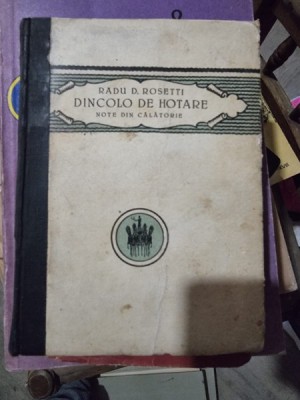 RADU D. ROSETTI
DINCOLO DE HOTARE
NOTE DIN CĂLĂTORIE